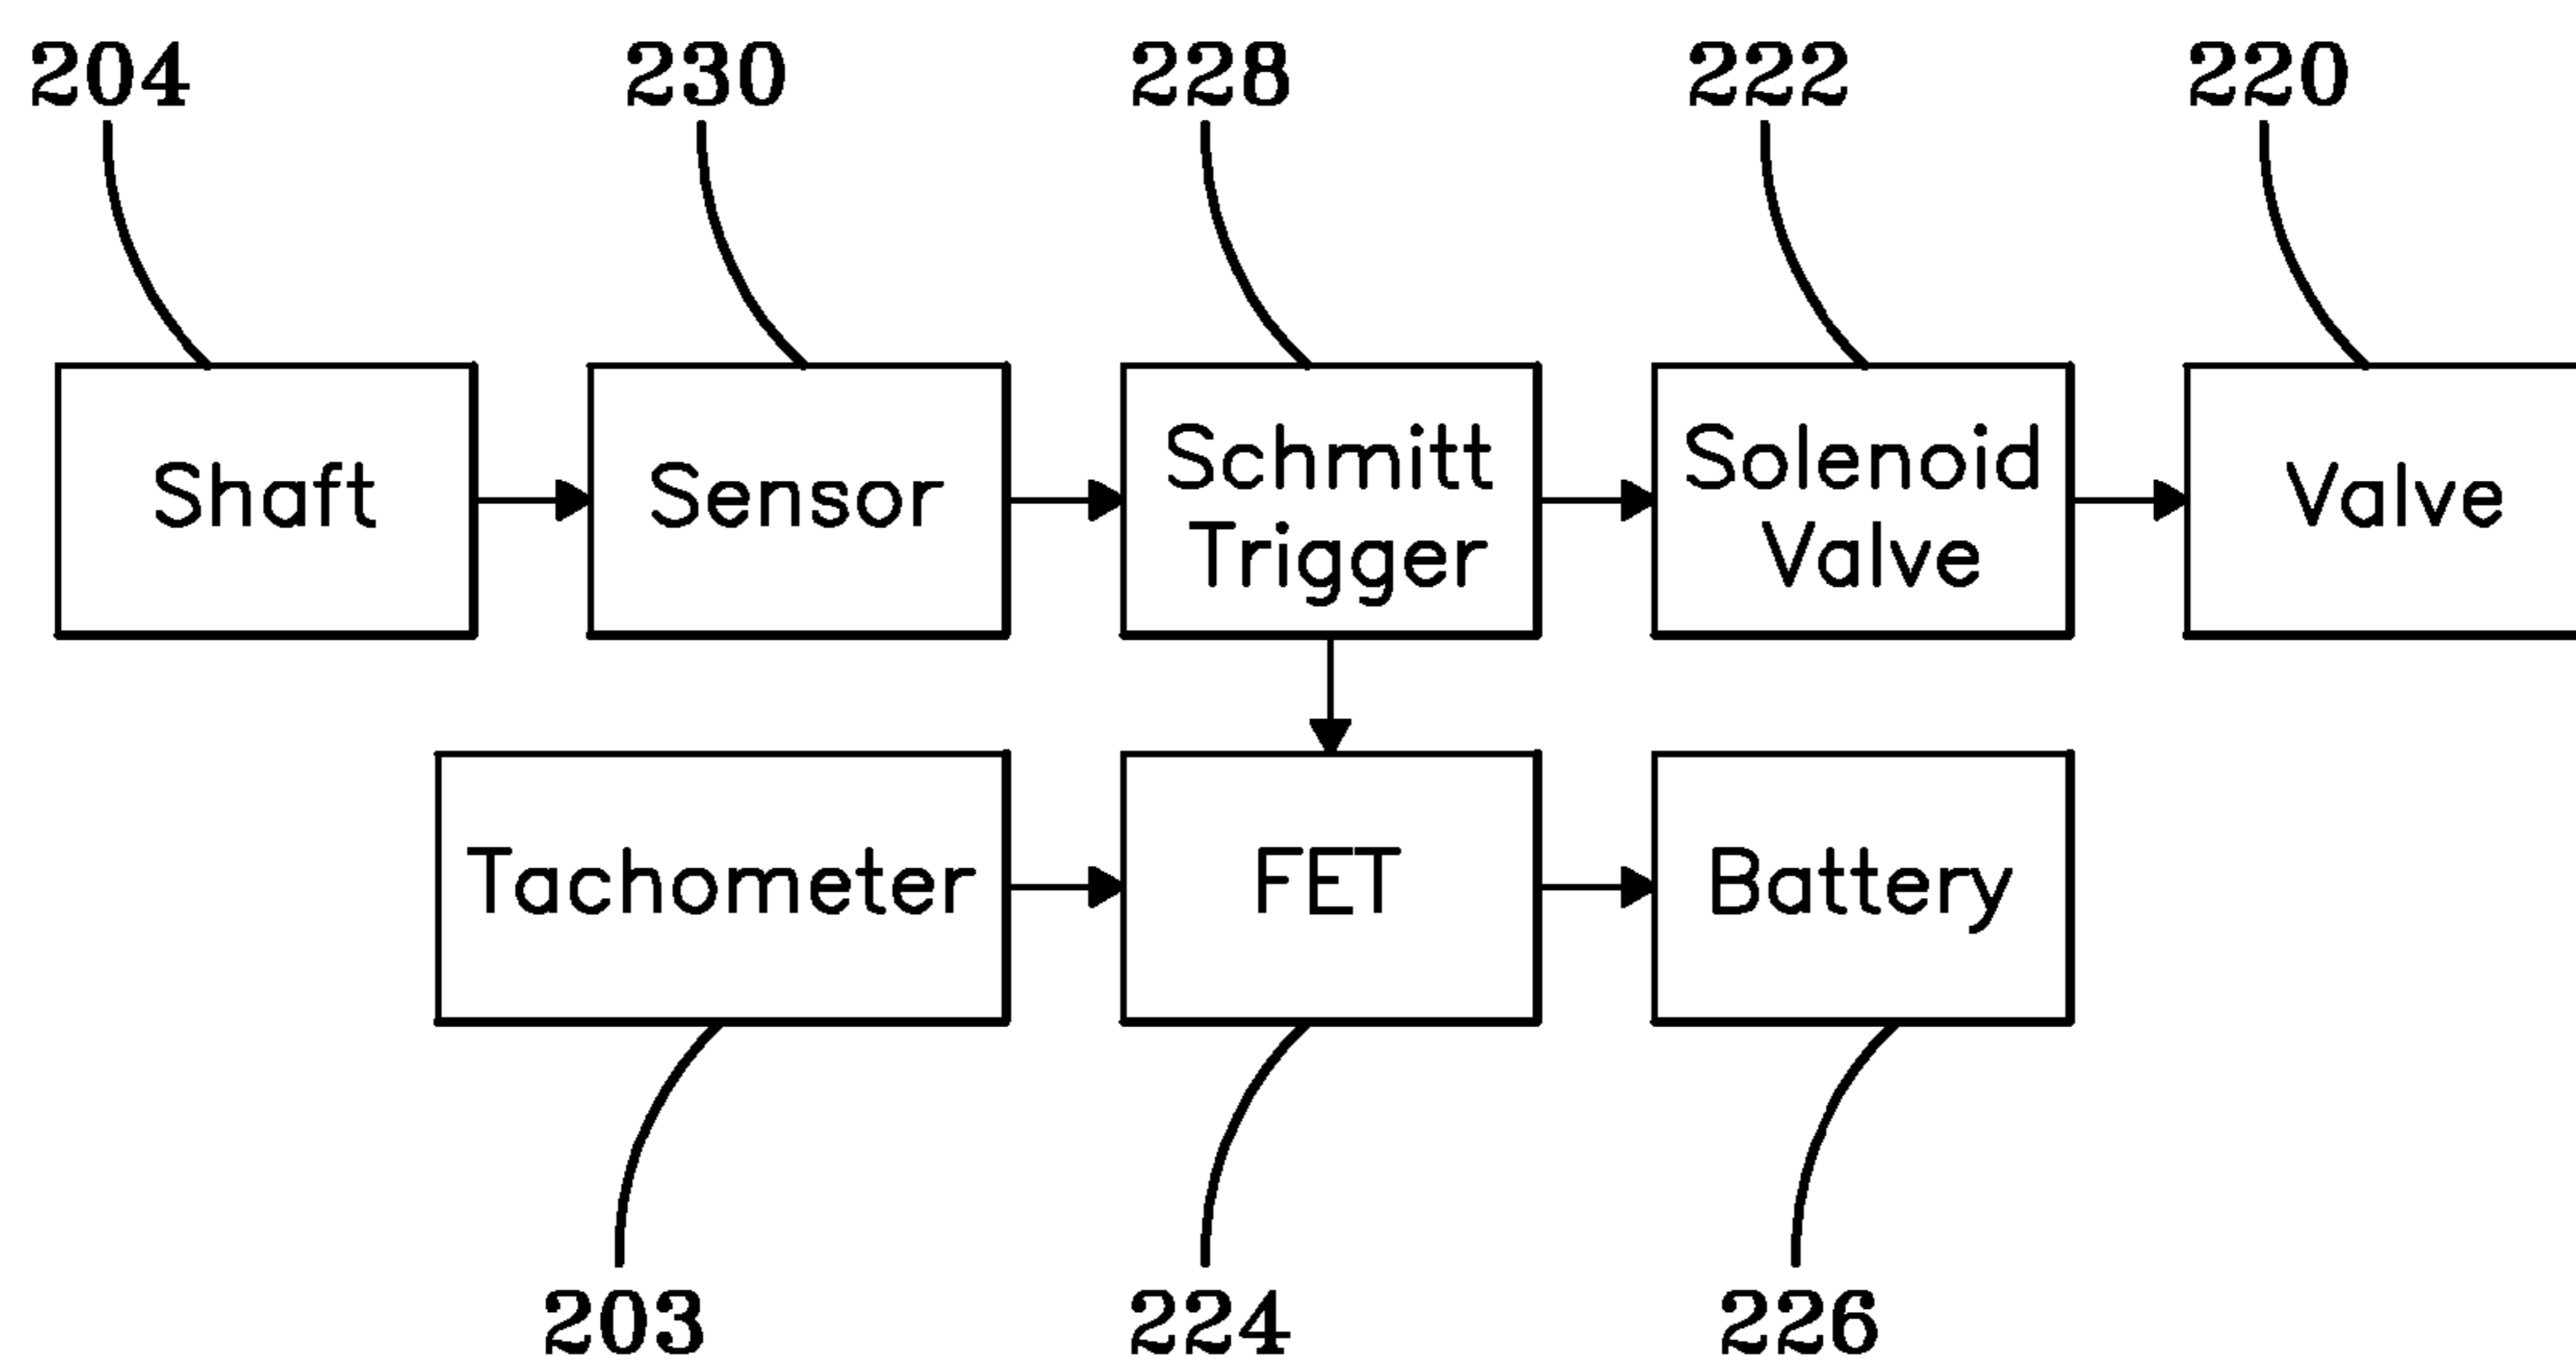 204 230 228 222 220
Shaft Sensor Schmitt Trigger Solenoid Valve Valve
Tachometer FET Battery
203 224 226